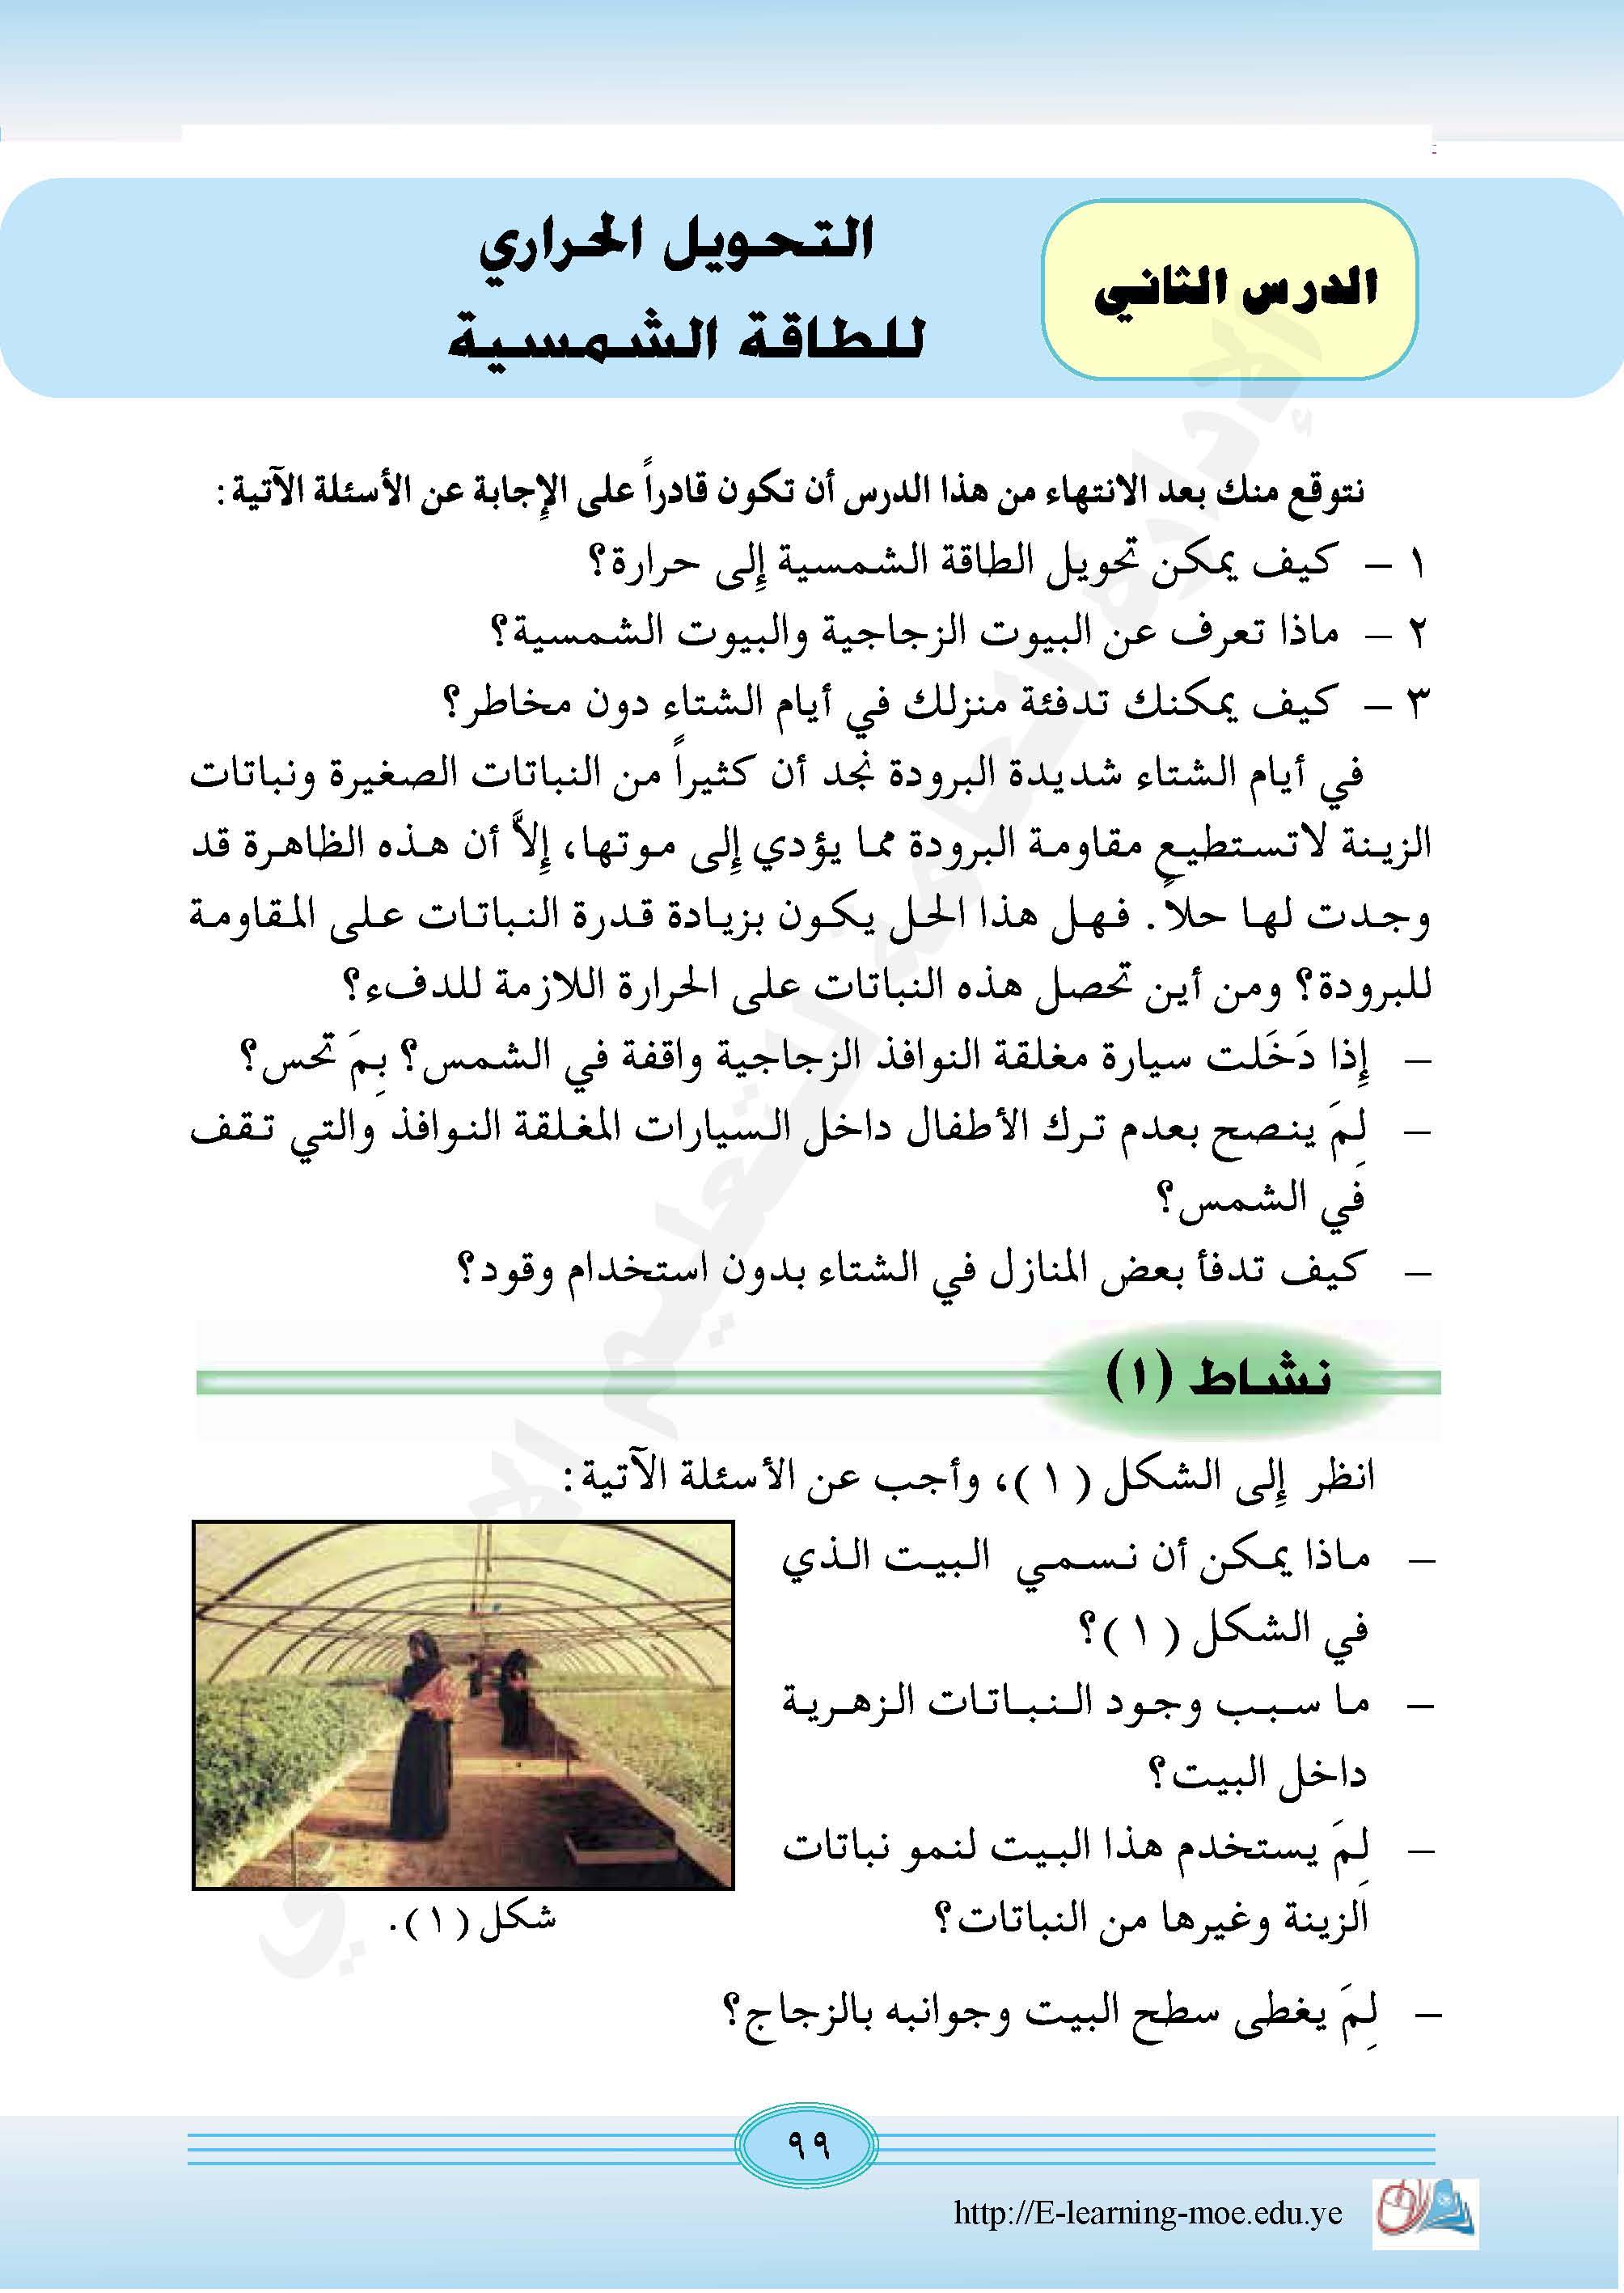 الدرس الثاني
التحويل الحراري
للطاقة الشمسية
نتوقع منك بعد الانتهاء من هذا الدرس أن تكون قادراً على الإجابة عن الأسئلة الآتية:
١ – كيف يمكن تحويل الطاقة الشمسية إلى حرارة؟
٢ – ماذا تعرف عن البيوت الزجاجية والبيوت الشمسية؟
٣ – كيف يمكنك تدفئة منزلك في أيام الشتاء دون مخاطر؟
في أيام الشتاء شديدة البرودة نجد أن كثيراً من النباتات الصغيرة ونباتات
الزينة لاتستطيع مقاومة البرودة مما يؤدي إلى موتها، إلاَّ أن هذه الظاهرة قد
وجدت لها حلاً. فهل هذا الحل يكون بزيادة قدرة النباتات على المقاومة
للبرودة؟ ومن أين تحصل هذه النباتات على الحرارة اللازمة للدفء؟
– إذا دَخَلت سيارة مغلقة النوافذ الزجاجية واقفة في الشمس؟ بِمَ تحس؟
– لِمَ ينصح بعدم ترك الأطفال داخل السيارات المغلقة النوافذ والتي تقف
في الشمس؟
– كيف تدفأ بعض المنازل في الشتاء بدون استخدام وقود؟
نشاط (١)
انظر إلى الشكل (١)، وأجب عن الأسئلة الآتية:
– ماذا يمكن أن نسمي البيت الذي
في الشكل (١)؟
– ما سبب وجود النباتات الزهرية
داخل البيت؟
– لِمَ يستخدم هذا البيت لنمو نباتات
الزينة وغيرها من النباتات؟
شكل (١).
– لِمَ يغطى سطح البيت وجوانبه بالزجاج؟
٩٩
http://E-learning-moe.edu.ye